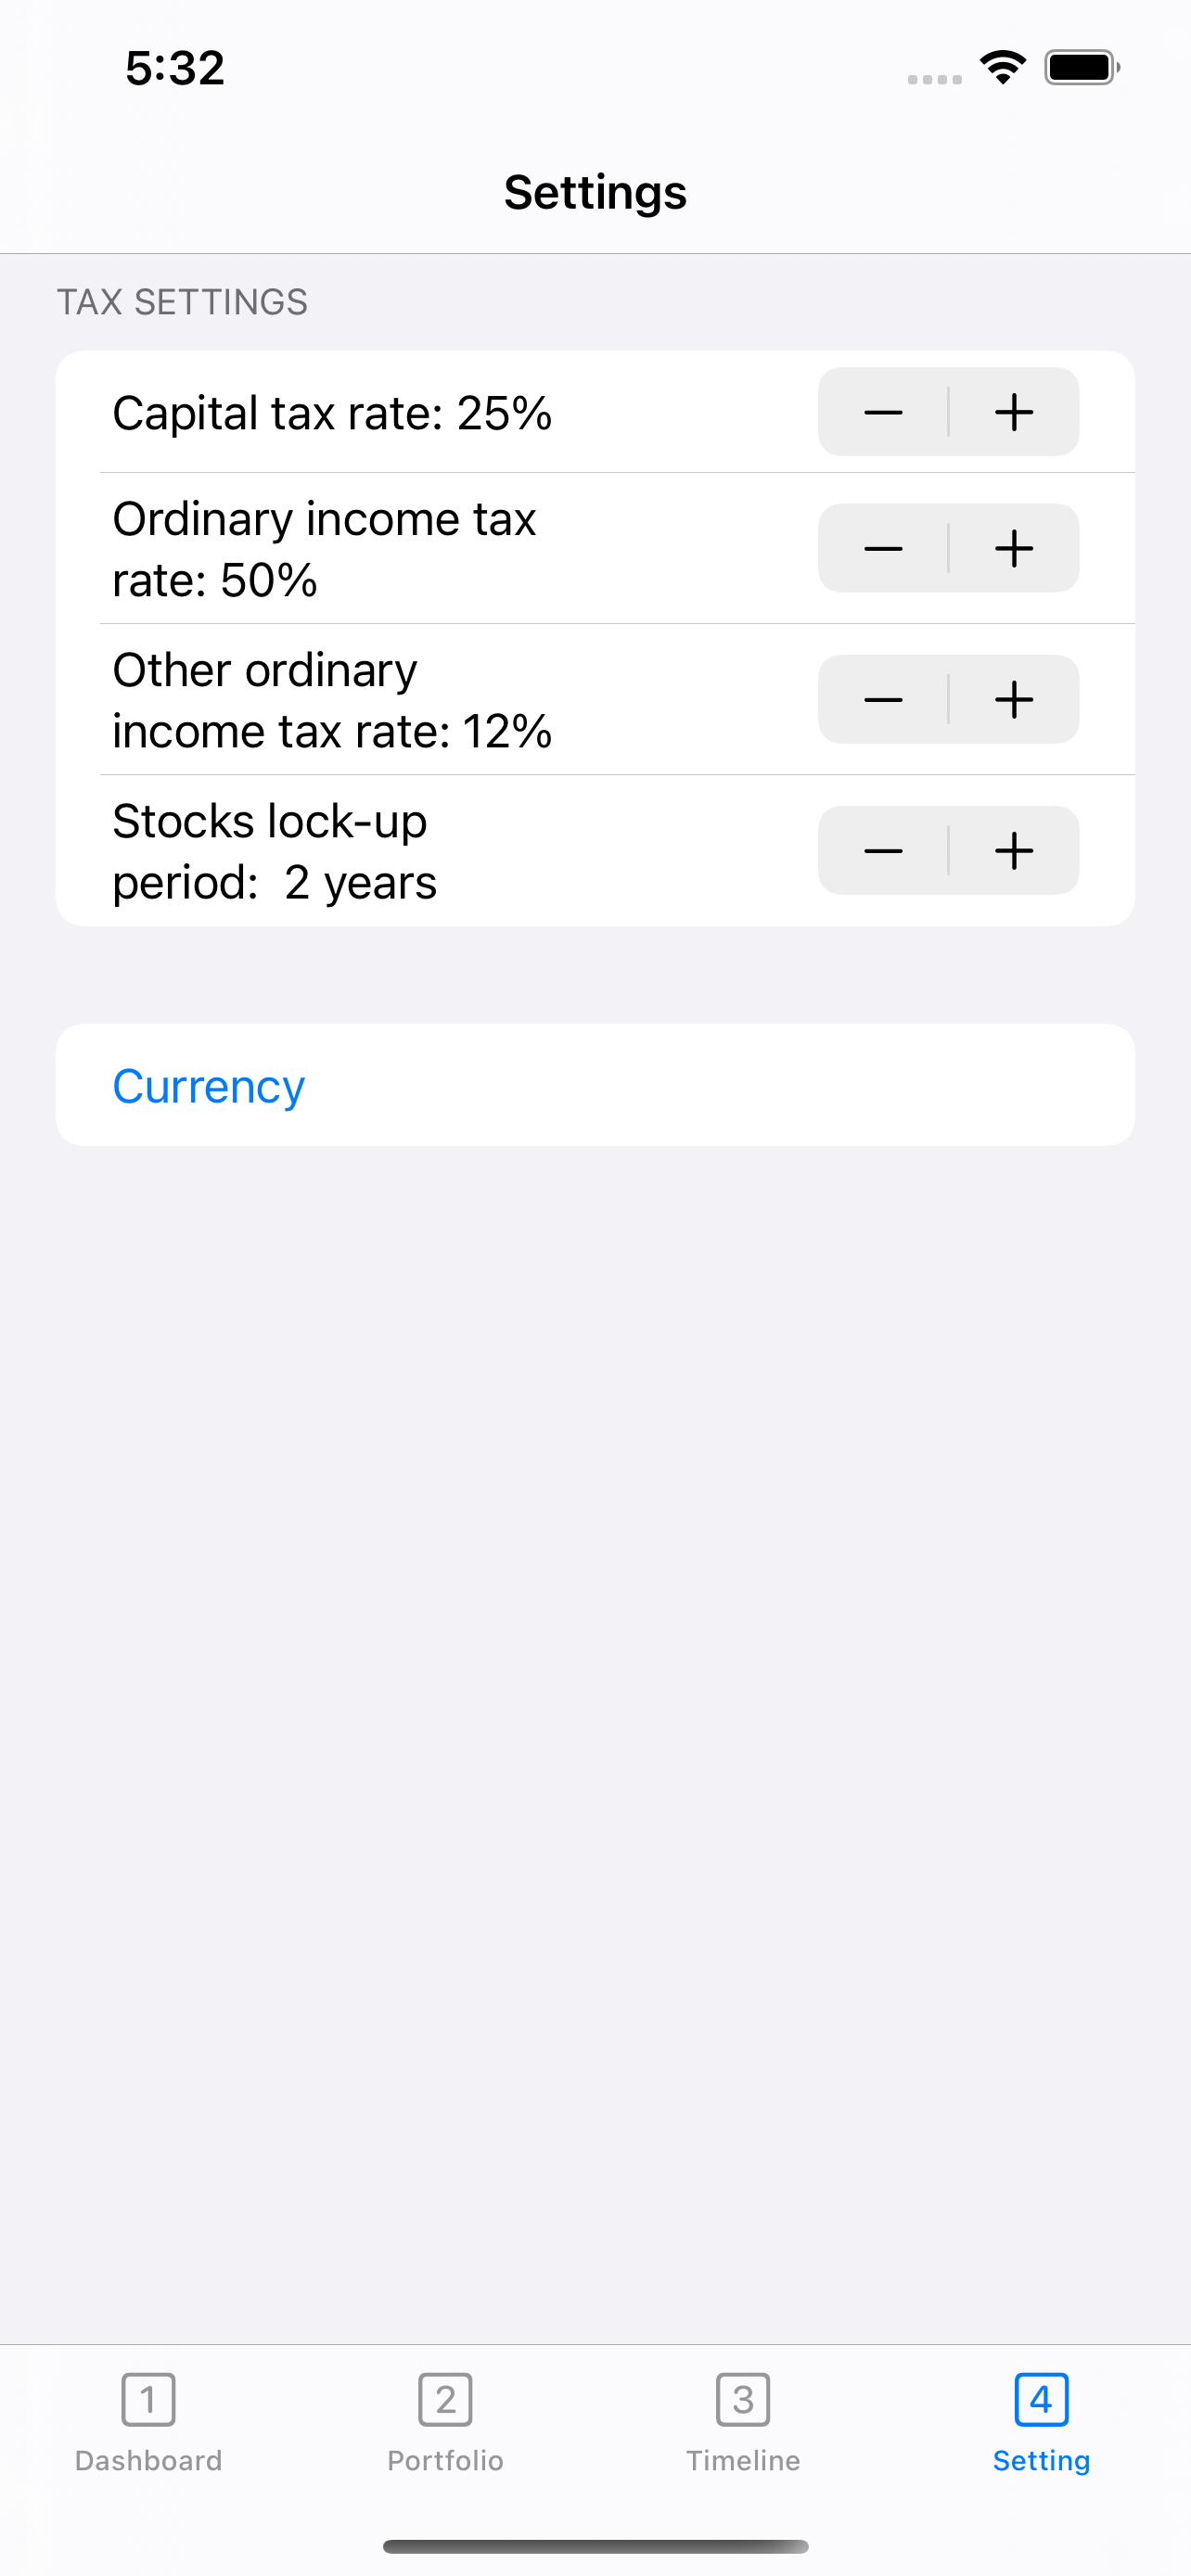 5:32
Settings
TAX SETTINGS
Capital tax rate: 25%
Ordinary income tax
rate: 50%
Other ordinary
income tax rate: 12%
Stocks lock-up
period:  2 years
Currency
1
2
3
4
Dashboard
Portfolio
Timeline
Setting